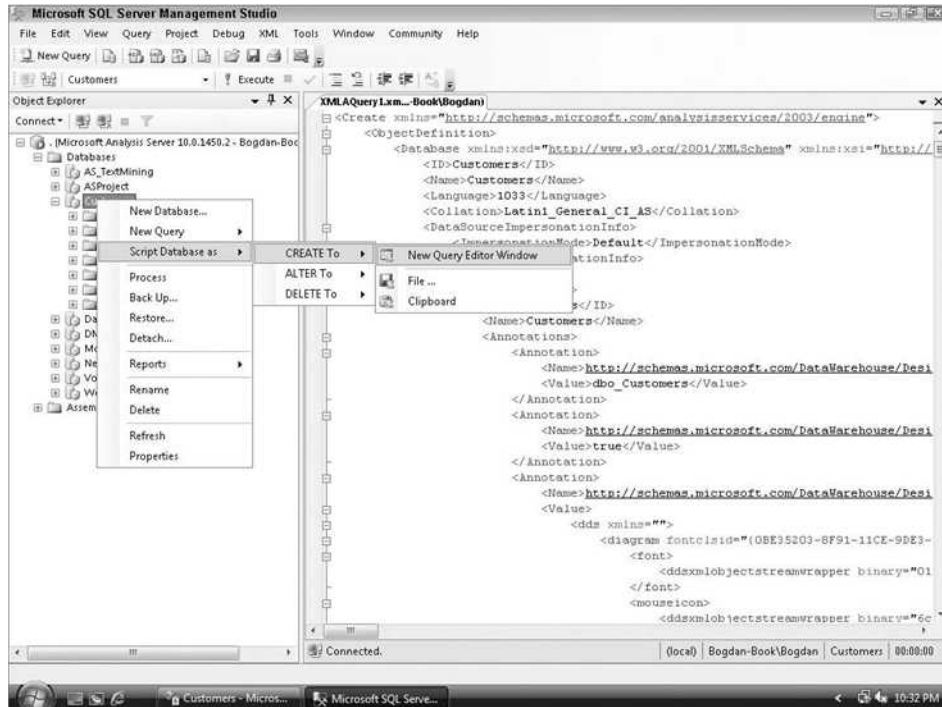 Microsoft SQL Server Management Studio
File Edit View Query Project Debug XML Tools Window Community Help
New Query
Customers Execute
Object Explorer
Connect
. (Microsoft Analysis Server 10.0.1450.2 - Bogdan-Boo
Databases
AS_TextMining
ASProject
Da
DM
Mo
Ne
Vo
We
Assem
New Database...
New Query
Script Database as
Process
Back Up...
Restore...
Detach...
Reports
Rename
Delete
Refresh
Properties
CREATE To
ALTER To
DELETE To
New Query Editor Window
File ...
Clipboard
XMLAQuery1.xm...-Book\Bogdan)
<Create xmlns="http://schemas.microsoft.com/analysisservices/2003/engine">
<ObjectDefinition>
<Database xmlns:xsd="http://www.w3.org/2001/XMLSchema" xmlns:xsi="http://
<ID>Customers</ID>
<Name>Customers</Name>
<Language>1033</Language>
<Collation>Latin1_General_CI_AS</Collation>
<DataSourceImpersonationInfo>
<ImpersonationMode>Default</ImpersonationMode>
ationInfo>
>
s</ID>
<Name>Customers</Name>
<Annotations>
<Annotation>
<Name>http://schemas.microsoft.com/DataWarehouse/Desi
<Value>dbo_Customers</Value>
</Annotation>
<Annotation>
<Name>http://schemas.microsoft.com/DataWarehouse/Desi
<Value>true</Value>
</Annotation>
<Annotation>
<Name>http://schemas.microsoft.com/DataWarehouse/Desi
<Value>
<dds xmlns="">
<diagram fontclsid="{0BE35203-8F91-11CE-9DE3-
<font>
<ddsxmlobjectstreamwrapper binary="01
</font>
<mouseicon>
<ddsxmlobjectstreamwrapper binary="6c
Connected.
(local) Bogdan-Book\Bogdan Customers 00:00:00
Customers - Micros...
Microsoft SQL Serve...
10:32 PM